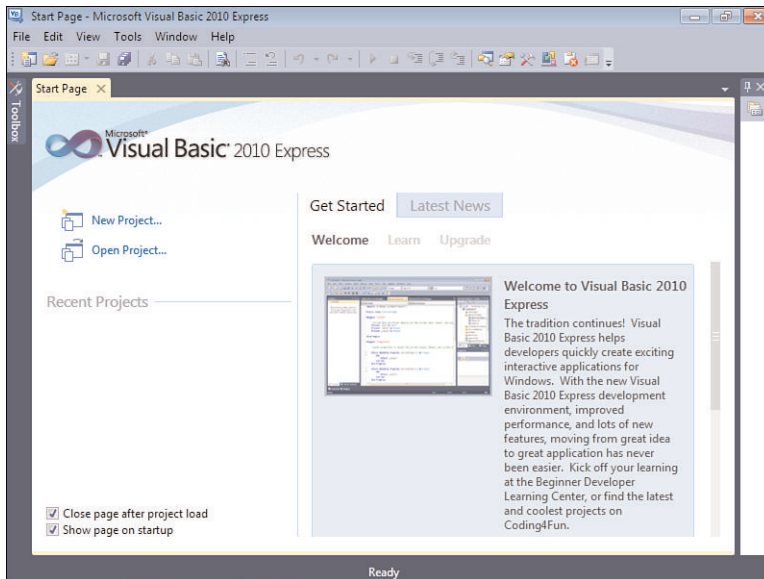 Start Page - Microsoft Visual Basic 2010 Express
File Edit View Tools Window Help
Toolbox
Start Page
Microsoft®
Visual Basic® 2010 Express
New Project...
Open Project...
Recent Projects
Close page after project load
Show page on startup
Get Started Latest News
Welcome Learn Upgrade
Welcome to Visual Basic 2010
Express
The tradition continues! Visual
Basic 2010 Express helps
developers quickly create exciting
interactive applications for
Windows. With the new Visual
Basic 2010 Express development
environment, improved
performance, and lots of new
features, moving from great idea
to great application has never
been easier. Kick off your learning
at the Beginner Developer
Learning Center, or find the latest
and coolest projects on
Coding4Fun.
Ready